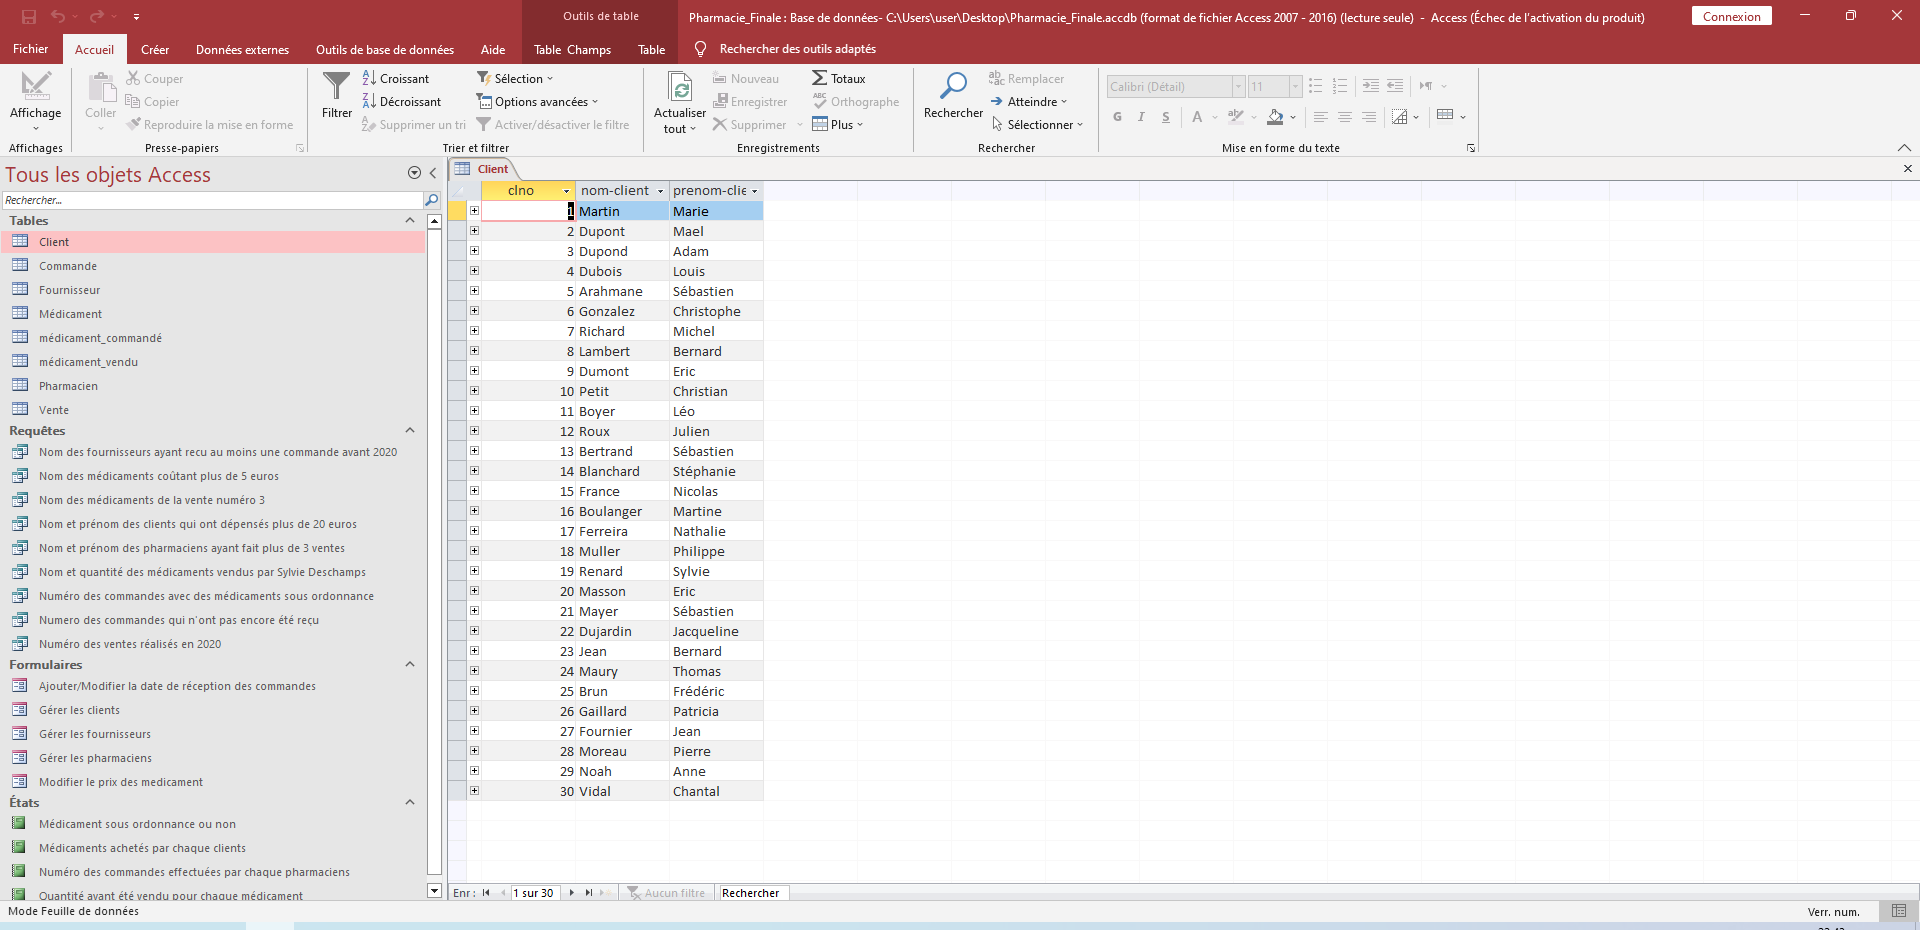 Outils de table
Pharmacie_Finale : Base de données- C:\Users\user\Desktop\Pharmacie_Finale.accdb (format de fichier Access 2007 - 2016) (lecture seule) - Access (Échec de l'activation du produit)
Connexion
Fichier Accueil Créer Données externes Outils de base de données Aide Table Champs Table Rechercher des outils adaptés
Affichage
Affichages
Coller
Couper
Copier
Reproduire la mise en forme
Presse-papiers
Filtrer
Croissant
Décroissant
Supprimer un tri
Sélection
Options avancées
Activer/désactiver le filtre
Trier et filtrer
Actualiser
tout
Nouveau
Enregistrer
Supprimer
Totaux
Orthographe
Plus
Enregistrements
Rechercher
Remplacer
Atteindre
Sélectionner
Rechercher
Calibri (Détail) 11
G I S A
Mise en forme du texte
Tous les objets Access
Rechercher...
Tables
Client
Commande
Fournisseur
Médicament
médicament_commandé
médicament_vendu
Pharmacien
Vente
Requêtes
Nom des fournisseurs ayant recu au moins une commande avant 2020
Nom des médicaments coûtant plus de 5 euros
Nom des médicaments de la vente numéro 3
Nom et prénom des clients qui ont dépensés plus de 20 euros
Nom et prénom des pharmaciens ayant fait plus de 3 ventes
Nom et quantité des médicaments vendus par Sylvie Deschamps
Numéro des commandes avec des médicaments sous ordonnance
Numero des commandes qui n'ont pas encore été reçu
Numéro des ventes réalisés en 2020
Formulaires
Ajouter/Modifier la date de réception des commandes
Gérer les clients
Gérer les fournisseurs
Gérer les pharmaciens
Modifier le prix des medicament
États
Médicament sous ordonnance ou non
Médicaments achetés par chaque clients
Numéro des commandes effectuées par chaque pharmaciens
Quantité ayant été vendu pour chaque médicament
Client
clno nom-client prenom-clie
1 Martin Marie
2 Dupont Mael
3 Dupond Adam
4 Dubois Louis
5 Arahmane Sébastien
6 Gonzalez Christophe
7 Richard Michel
8 Lambert Bernard
9 Dumont Eric
10 Petit Christian
11 Boyer Léo
12 Roux Julien
13 Bertrand Sébastien
14 Blanchard Stéphanie
15 France Nicolas
16 Boulanger Martine
17 Ferreira Nathalie
18 Muller Philippe
19 Renard Sylvie
20 Masson Eric
21 Mayer Sébastien
22 Dujardin Jacqueline
23 Jean Bernard
24 Maury Thomas
25 Brun Frédéric
26 Gaillard Patricia
27 Fournier Jean
28 Moreau Pierre
29 Noah Anne
30 Vidal Chantal
Enr : 1 sur 30 Aucun filtre Rechercher
Mode Feuille de données
Verr. num.